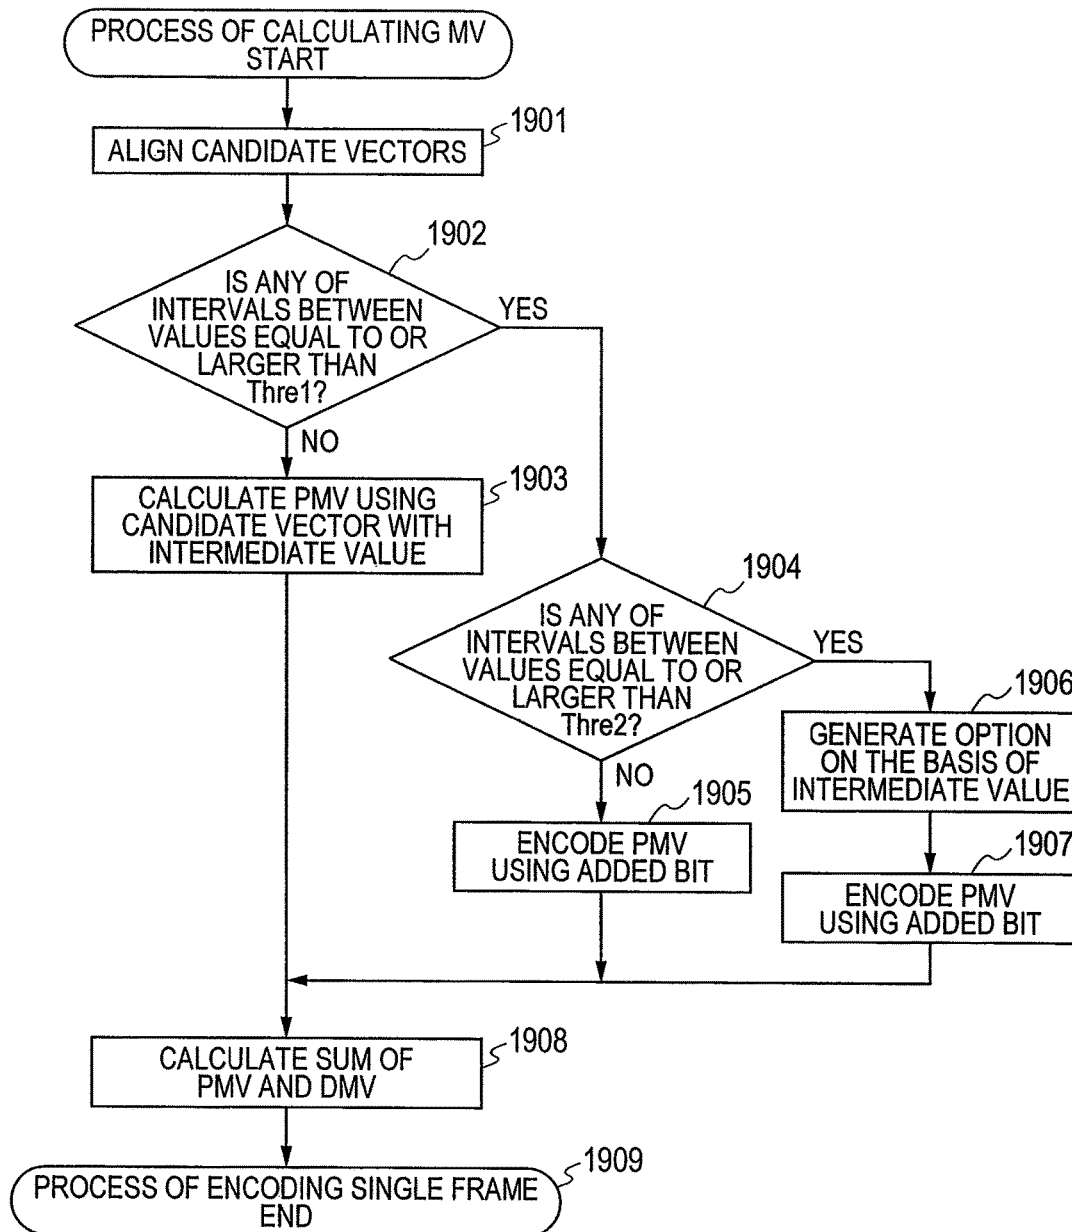 PROCESS OF CALCULATING MV
START
1901
ALIGN CANDIDATE VECTORS
1902
IS ANY OF
INTERVALS BETWEEN
VALUES EQUAL TO OR
LARGER THAN
Thre1?
YES
NO
1903
CALCULATE PMV USING
CANDIDATE VECTOR WITH
INTERMEDIATE VALUE
1904
IS ANY OF
INTERVALS BETWEEN
VALUES EQUAL TO OR
LARGER THAN
Thre2?
YES
NO
1906
GENERATE OPTION
ON THE BASIS OF
INTERMEDIATE VALUE
1905
ENCODE PMV
USING ADDED BIT
1907
ENCODE PMV
USING ADDED BIT
1908
CALCULATE SUM OF
PMV AND DMV
1909
PROCESS OF ENCODING SINGLE FRAME
END